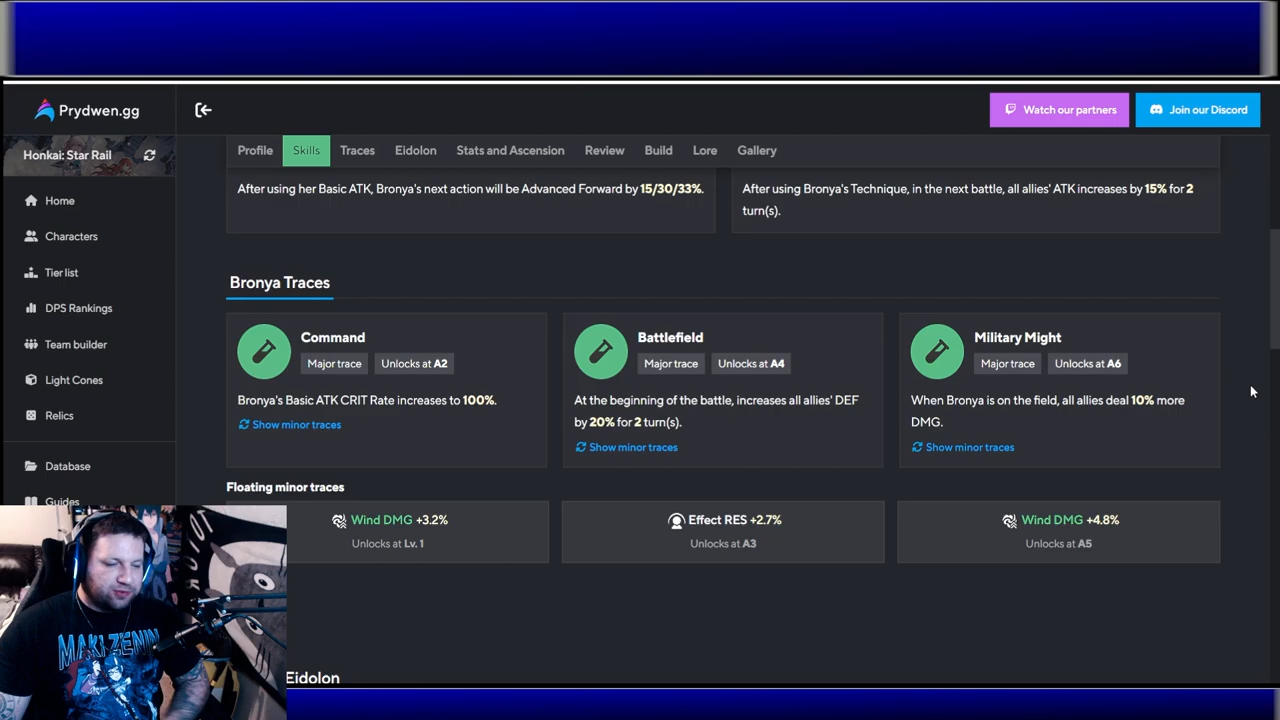 Prydwen.gg
Watch our partners
Join our Discord
Honkai: Star Rail
Profile
Skills
Traces
Eidolon
Stats and Ascension
Review
Build
Lore
Gallery
Home
Characters
Tier list
DPS Rankings
Team builder
Light Cones
Relics
Database
Guides
After using her Basic ATK, Bronya's next action will be Advanced Forward by 15/30/33%.
After using Bronya's Technique, in the next battle, all allies' ATK increases by 15% for 2
turn(s).
Bronya Traces
Command
Major trace
Unlocks at A2
Bronya's Basic ATK CRIT Rate increases to 100%.
Show minor traces
Battlefield
Major trace
Unlocks at A4
At the beginning of the battle, increases all allies' DEF
by 20% for 2 turn(s).
Show minor traces
Military Might
Major trace
Unlocks at A6
When Bronya is on the field, all allies deal 10% more
DMG.
Show minor traces
Floating minor traces
Wind DMG +3.2%
Unlocks at Lv. 1
Effect RES +2.7%
Unlocks at A3
Wind DMG +4.8%
Unlocks at A5
Eidolon
MAKI ZENIN